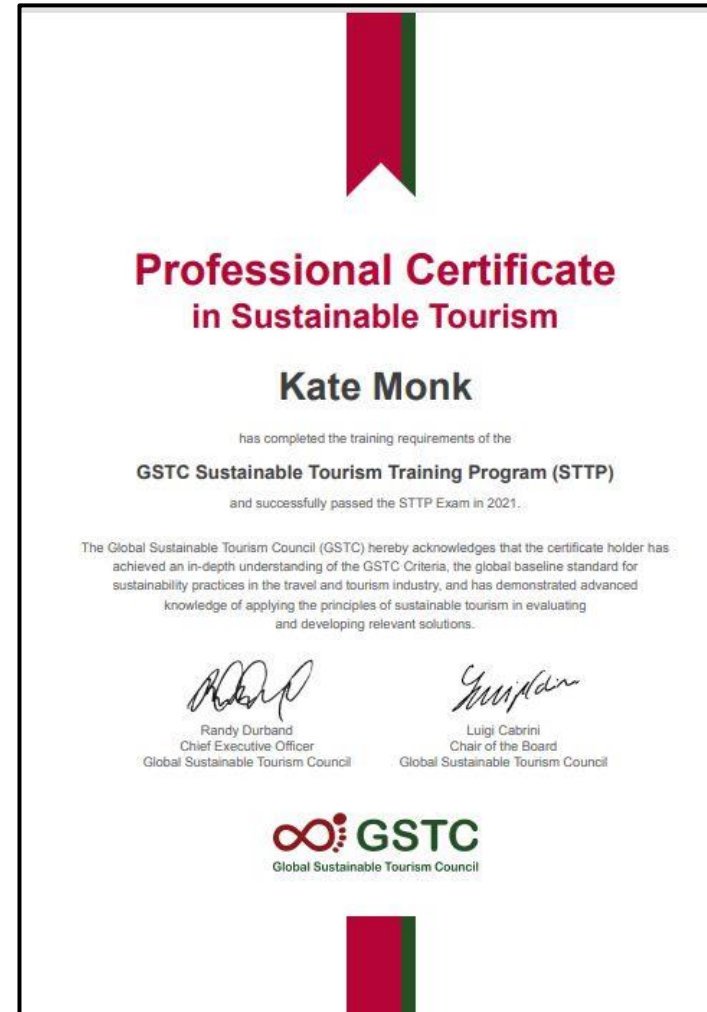 Professional Certificate
in Sustainable Tourism
Kate Monk
has completed the training requirements of the
GSTC Sustainable Tourism Training Program (STTP)
and successfully passed the STTP Exam in 2021.
The Global Sustainable Tourism Council (GSTC) hereby acknowledges that the certificate holder has
achieved an in-depth understanding of the GSTC Criteria, the global baseline standard for
sustainability practices in the travel and tourism industry, and has demonstrated advanced
knowledge of applying the principles of sustainable tourism in evaluating
and developing relevant solutions.
Randy Durband
Chief Executive Officer
Global Sustainable Tourism Council
Luigi Cabrini
Chair of the Board
Global Sustainable Tourism Council
GSTC
Global Sustainable Tourism Council